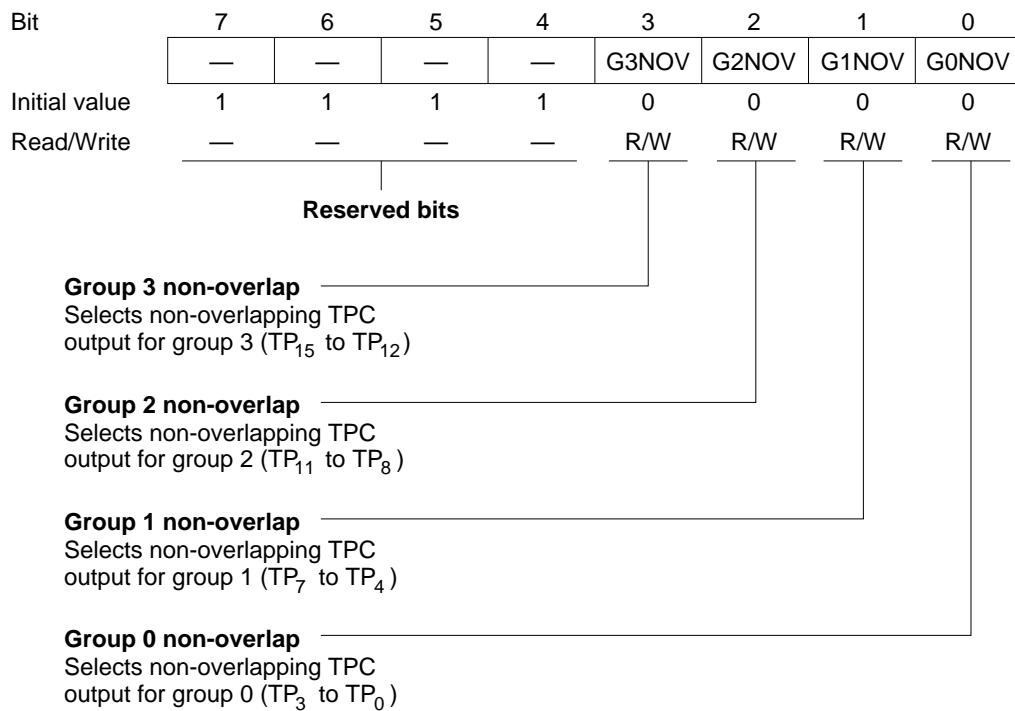 Bit 7 6 5 4 3 2 1 0
— — — — G3NOV G2NOV G1NOV G0NOV
Initial value 1 1 1 1 0 0 0 0
Read/Write — — — — R/W R/W R/W R/W
Reserved bits
Group 3 non-overlap
Selects non-overlapping TPC
output for group 3 (TP15 to TP12)
Group 2 non-overlap
Selects non-overlapping TPC
output for group 2 (TP11 to TP8)
Group 1 non-overlap
Selects non-overlapping TPC
output for group 1 (TP7 to TP4)
Group 0 non-overlap
Selects non-overlapping TPC
output for group 0 (TP3 to TP0)